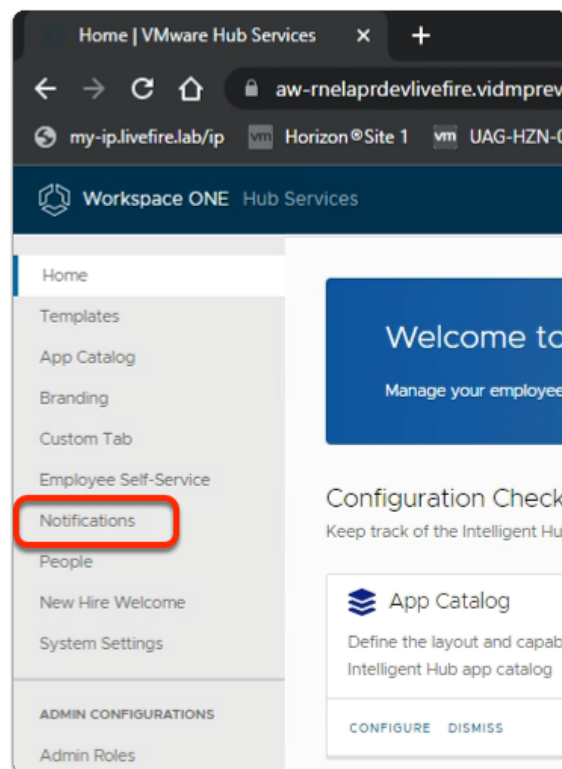 Home | VMware Hub Services
aw-rnelaprdevlivefire.vidmprev
my-ip.livefire.lab/ip vm Horizon®Site 1 vm UAG-HZN-
Workspace ONE Hub Services
Home
Templates
App Catalog
Branding
Custom Tab
Employee Self-Service
Notifications
People
New Hire Welcome
System Settings
ADMIN CONFIGURATIONS
Admin Roles
Welcome to
Manage your employee
Configuration Check
Keep track of the Intelligent Hu
App Catalog
Define the layout and capab
Intelligent Hub app catalog
CONFIGURE DISMISS